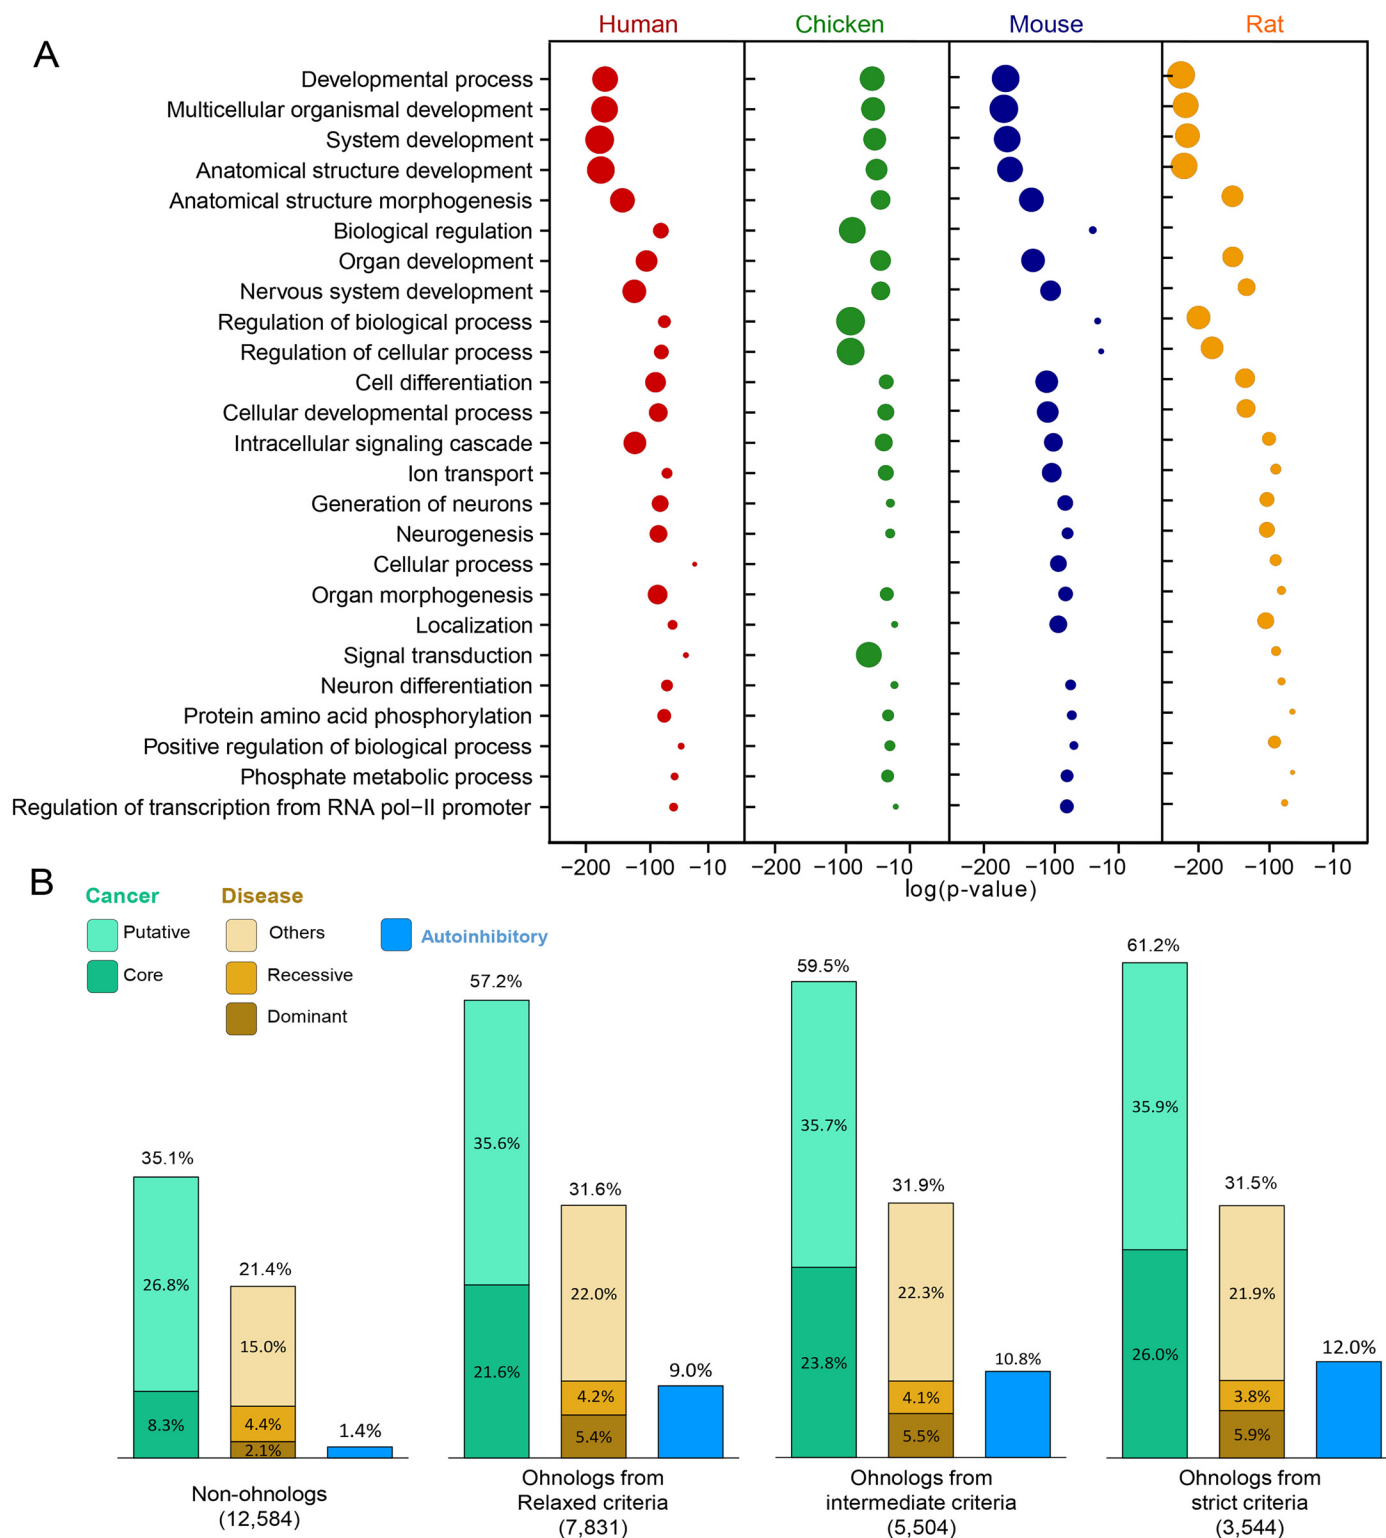 A
Human Chicken Mouse Rat
Developmental process
Multicellular organismal development
System development
Anatomical structure development
Anatomical structure morphogenesis
Biological regulation
Organ development
Nervous system development
Regulation of biological process
Regulation of cellular process
Cell differentiation
Cellular developmental process
Intracellular signaling cascade
Ion transport
Generation of neurons
Neurogenesis
Cellular process
Organ morphogenesis
Localization
Signal transduction
Neuron differentiation
Protein amino acid phosphorylation
Positive regulation of biological process
Phosphate metabolic process
Regulation of transcription from RNA pol−II promoter
−200 −100 −10 −200 −100 −10 −200 −100 −10 −200 −100 −10
log(p-value)
B
Cancer Disease
Putative Others Autoinhibitory
Core Recessive
Dominant
35.1%
26.8%
8.3%
21.4%
15.0%
4.4%
2.1%
1.4%
Non-ohnologs
(12,584)
57.2%
35.6%
21.6%
31.6%
22.0%
4.2%
5.4%
9.0%
Ohnologs from
Relaxed criteria
(7,831)
59.5%
35.7%
23.8%
31.9%
22.3%
4.1%
5.5%
10.8%
Ohnologs from
intermediate criteria
(5,504)
61.2%
35.9%
26.0%
31.5%
21.9%
3.8%
5.9%
12.0%
Ohnologs from
strict criteria
(3,544)